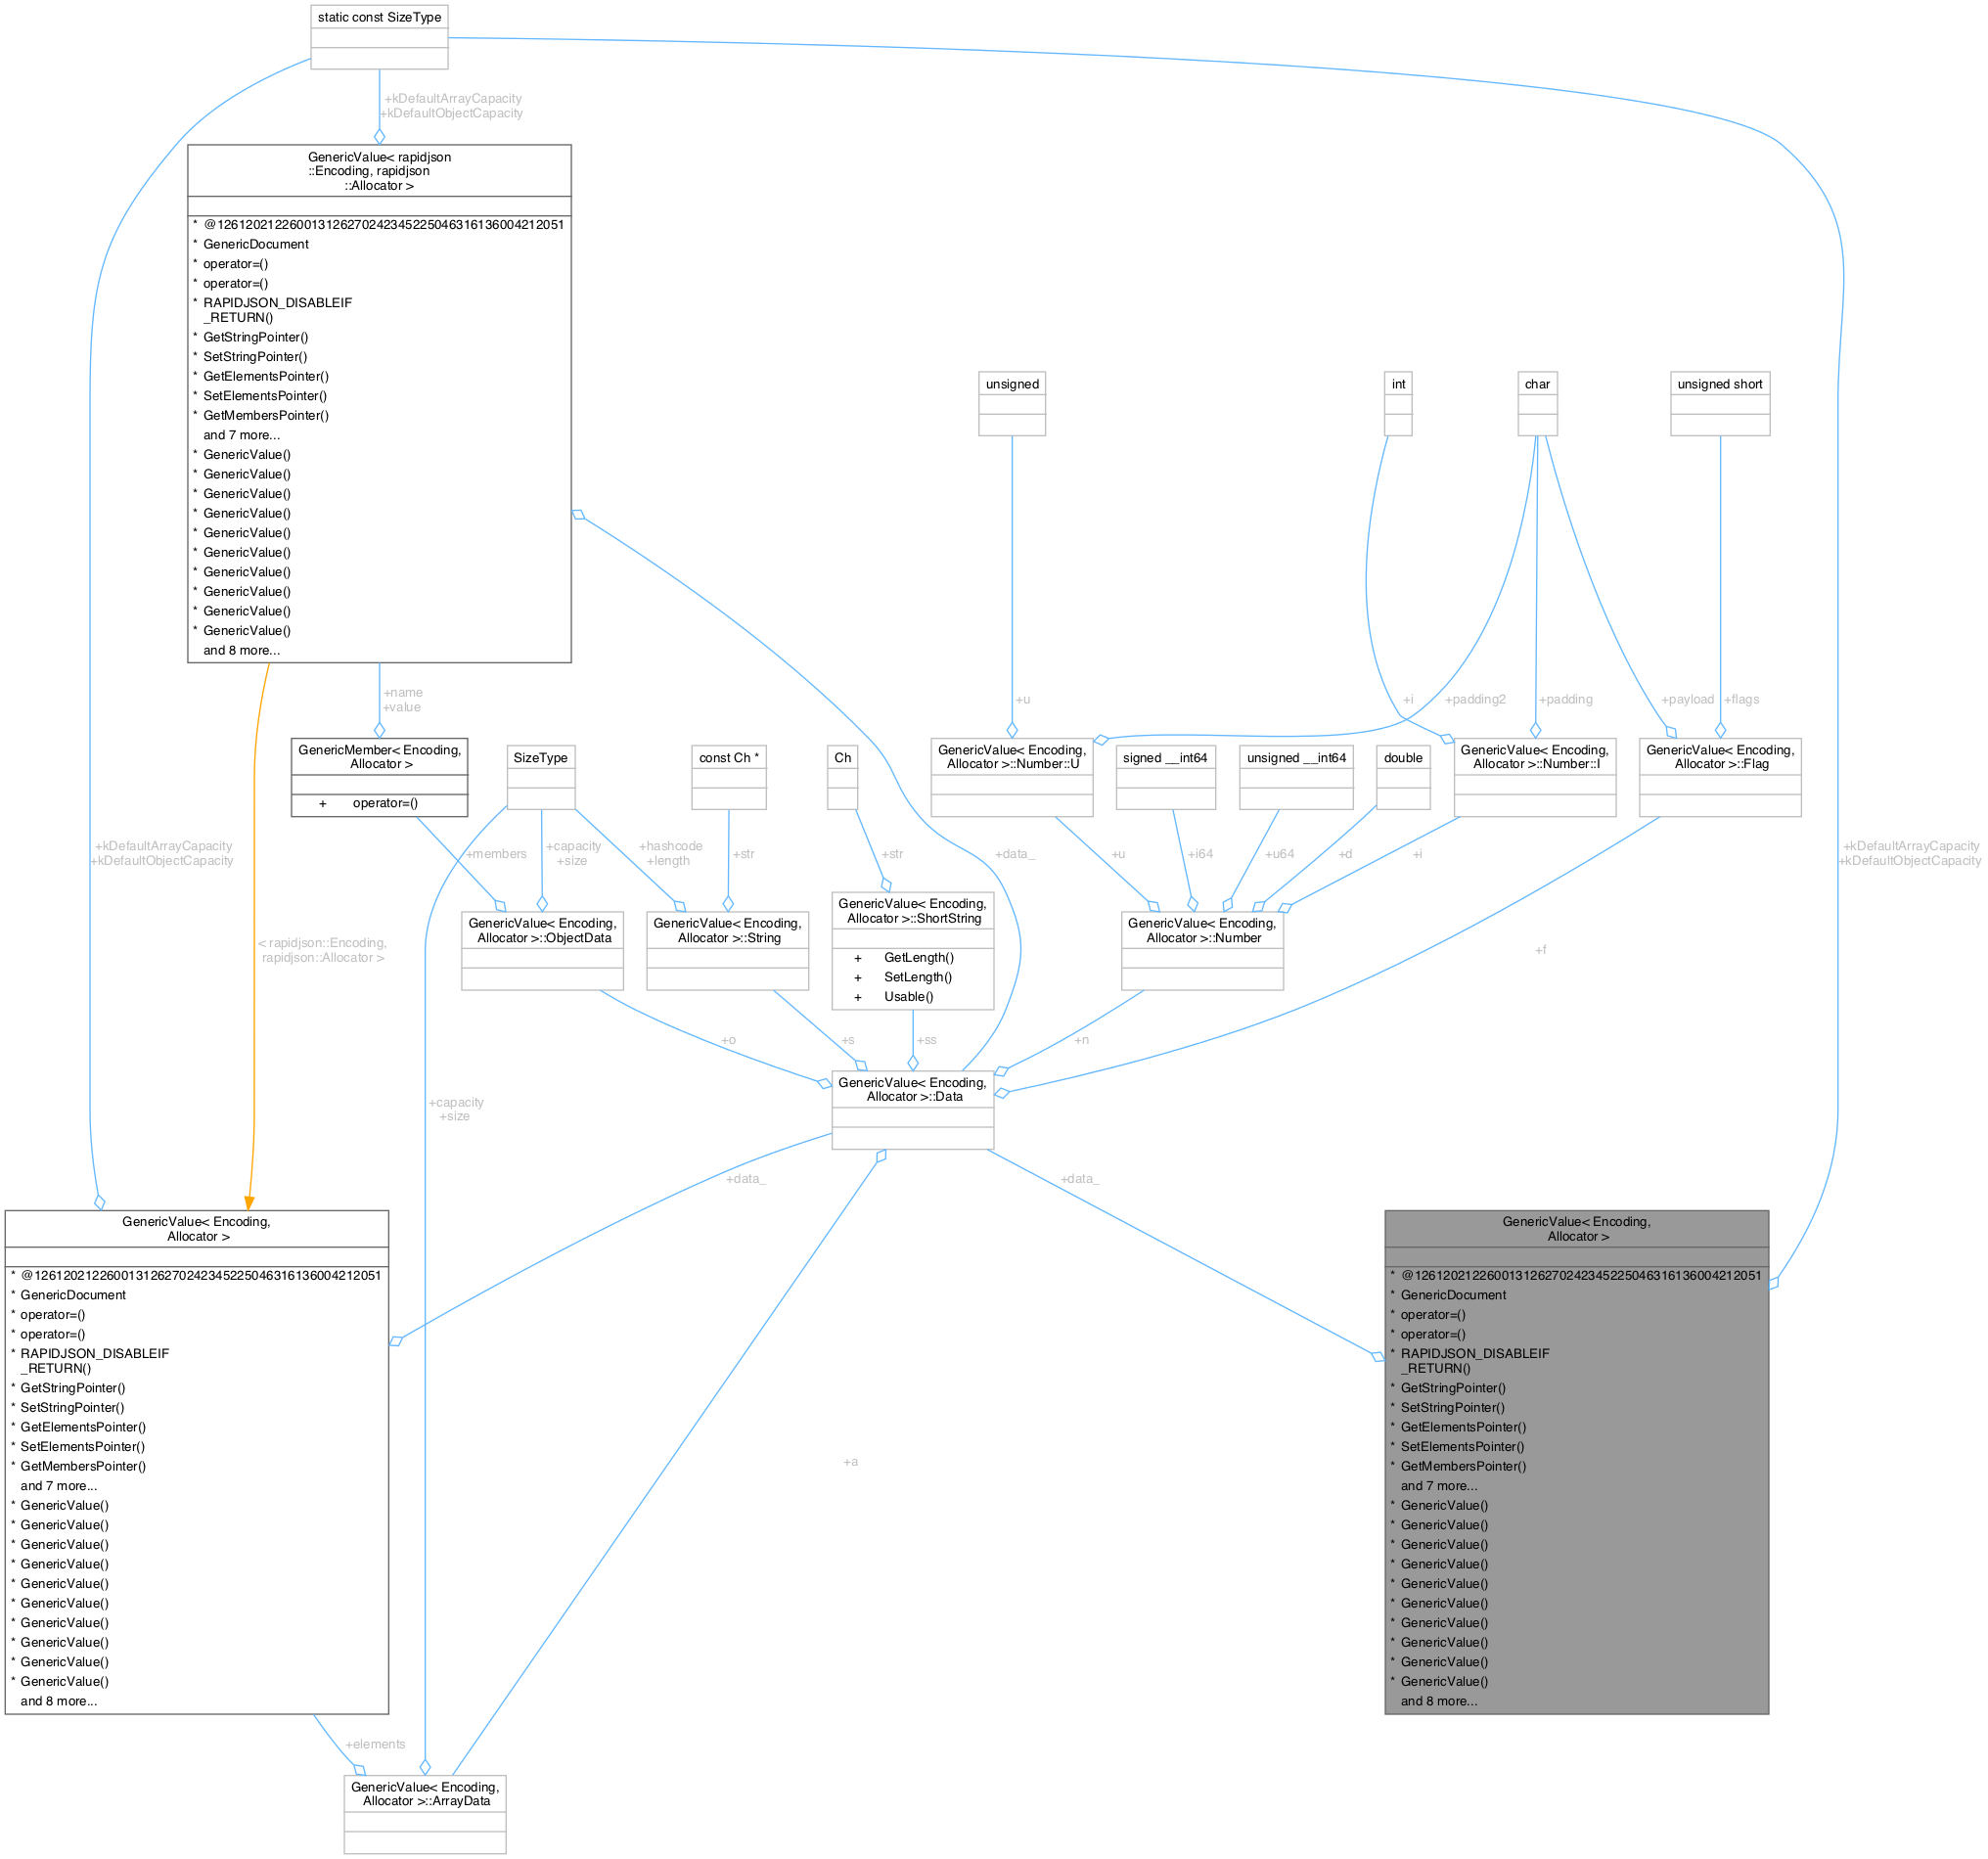 static const SizeType
+kDefaultArrayCapacity
+kDefaultObjectCapacity
GenericValue< rapidjson
::Encoding, rapidjson
::Allocator >
* @126120212260013126270242345225046316136004212051
* GenericDocument
* operator=()
* operator=()
* RAPIDJSON_DISABLEIF
_RETURN()
* GetStringPointer()
* SetStringPointer()
* GetElementsPointer()
* SetElementsPointer()
* GetMembersPointer()
and 7 more...
* GenericValue()
* GenericValue()
* GenericValue()
* GenericValue()
* GenericValue()
* GenericValue()
* GenericValue()
* GenericValue()
* GenericValue()
* GenericValue()
and 8 more...
unsigned
int
char
unsigned short
+name
+value
+u
+i
+padding2
+padding
+payload
+flags
GenericMember< Encoding,
Allocator >
+ operator=()
SizeType
const Ch *
Ch
GenericValue< Encoding,
Allocator >::Number::U
signed __int64
unsigned __int64
double
GenericValue< Encoding,
Allocator >::Number::I
GenericValue< Encoding,
Allocator >::Flag
+kDefaultArrayCapacity
+kDefaultObjectCapacity
+members
+capacity
+size
+hashcode
+length
+str
+str
+data_
+u
+i64
+u64
+d
+i
+kDefaultArrayCapacity
+kDefaultObjectCapacity
< rapidjson::Encoding,
rapidjson::Allocator >
GenericValue< Encoding,
Allocator >::ObjectData
GenericValue< Encoding,
Allocator >::String
GenericValue< Encoding,
Allocator >::ShortString
+ GetLength()
+ SetLength()
+ Usable()
GenericValue< Encoding,
Allocator >::Number
+f
+o
+s
+ss
+n
+capacity
+size
GenericValue< Encoding,
Allocator >::Data
+data_
+data_
GenericValue< Encoding,
Allocator >
* @126120212260013126270242345225046316136004212051
* GenericDocument
* operator=()
* operator=()
* RAPIDJSON_DISABLEIF
_RETURN()
* GetStringPointer()
* SetStringPointer()
* GetElementsPointer()
* SetElementsPointer()
* GetMembersPointer()
and 7 more...
* GenericValue()
* GenericValue()
* GenericValue()
* GenericValue()
* GenericValue()
* GenericValue()
* GenericValue()
* GenericValue()
* GenericValue()
* GenericValue()
and 8 more...
+a
GenericValue< Encoding,
Allocator >
* @126120212260013126270242345225046316136004212051
* GenericDocument
* operator=()
* operator=()
* RAPIDJSON_DISABLEIF
_RETURN()
* GetStringPointer()
* SetStringPointer()
* GetElementsPointer()
* SetElementsPointer()
* GetMembersPointer()
and 7 more...
* GenericValue()
* GenericValue()
* GenericValue()
* GenericValue()
* GenericValue()
* GenericValue()
* GenericValue()
* GenericValue()
* GenericValue()
* GenericValue()
and 8 more...
+elements
GenericValue< Encoding,
Allocator >::ArrayData